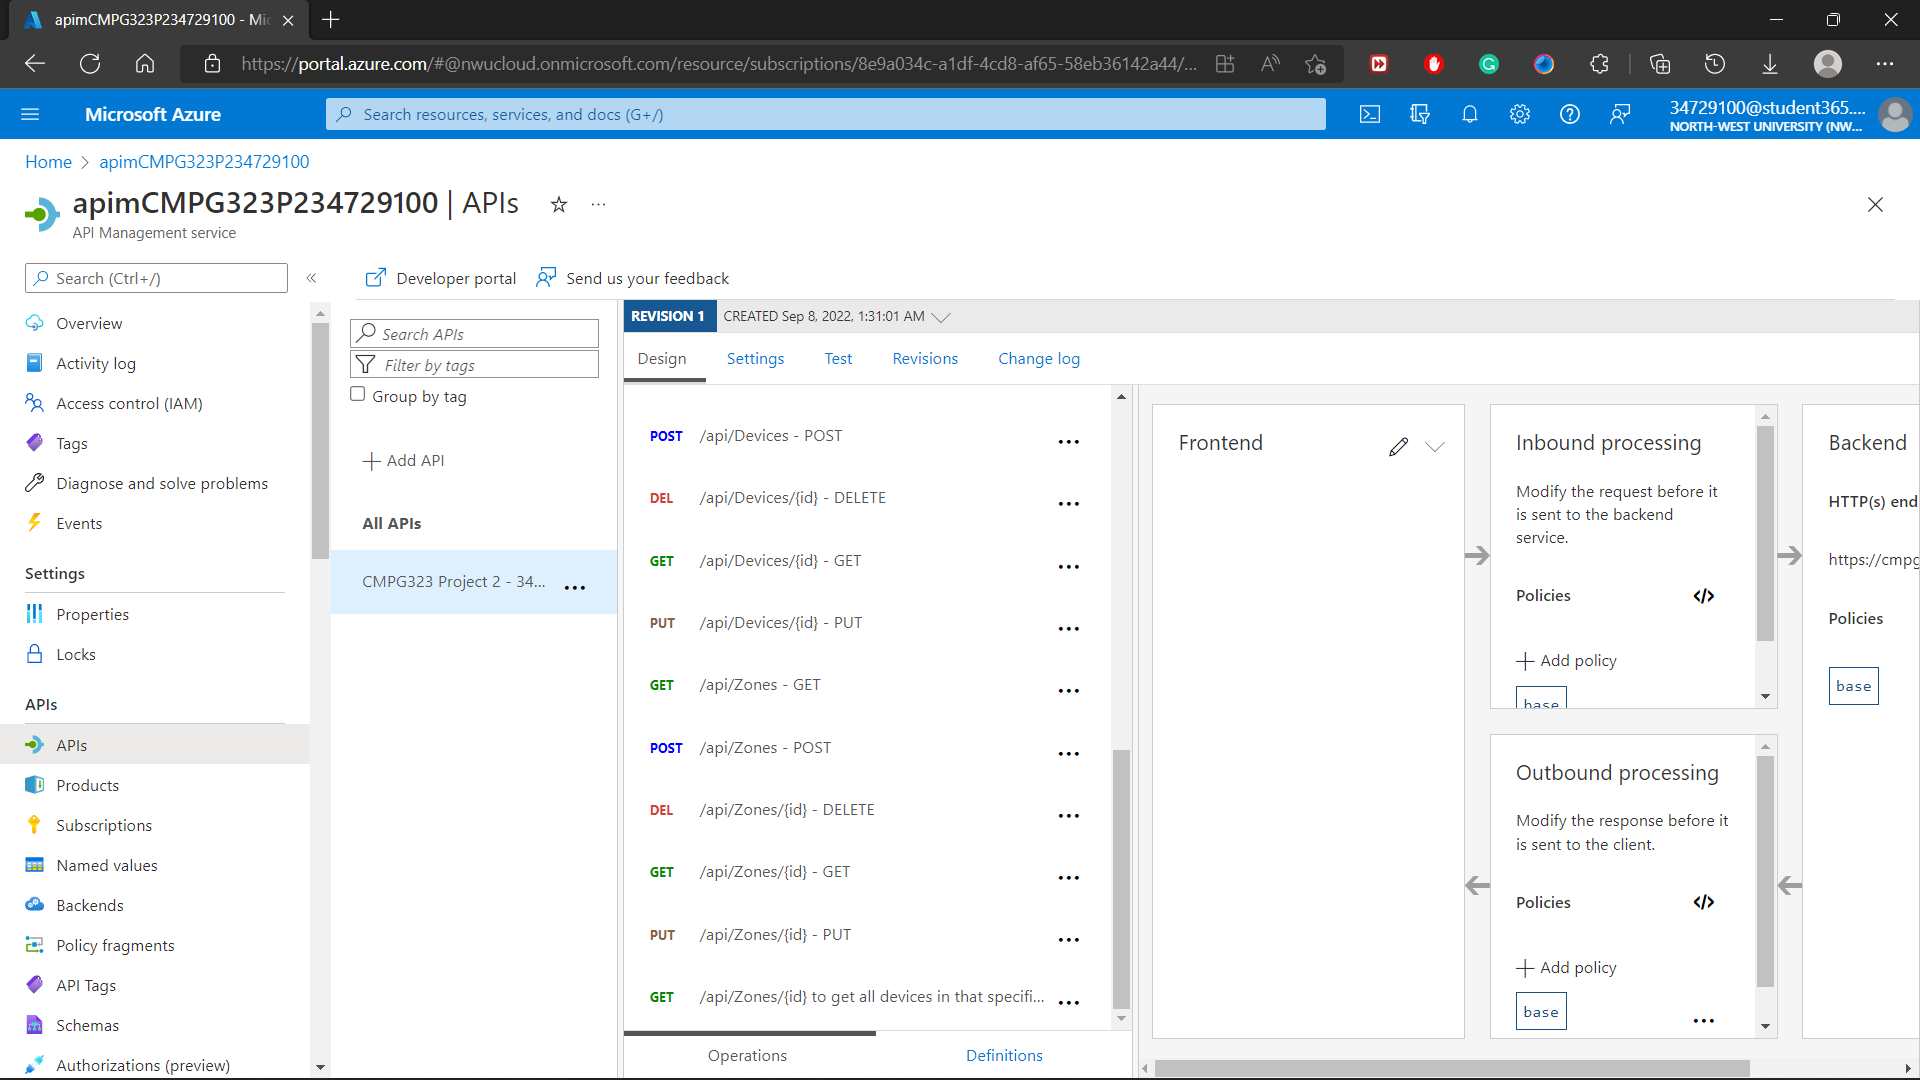 apimCMPG323P234729100 - Mic
https://portal.azure.com/#@nwucloud.onmicrosoft.com/resource/subscriptions/8e9a034c-a1df-4cd8-af65-58eb36142a44/...
Microsoft Azure
Search resources, services, and docs (G+/)
34729100@student365....
NORTH-WEST UNIVERSITY (NW...
Home > apimCMPG323P234729100
apimCMPG323P234729100 | APIs
API Management service
Search (Ctrl+/)
Overview
Activity log
Access control (IAM)
Tags
Diagnose and solve problems
Events
Settings
Properties
Locks
APIs
APIs
Products
Subscriptions
Named values
Backends
Policy fragments
API Tags
Schemas
Authorizations (preview)
Developer portal
Send us your feedback
Search APIs
Filter by tags
Group by tag
Add API
All APIs
CMPG323 Project 2 - 34...
REVISION 1
CREATED Sep 8, 2022, 1:31:01 AM
Design
Settings
Test
Revisions
Change log
POST /api/Devices - POST
DEL /api/Devices/{id} - DELETE
GET /api/Devices/{id} - GET
PUT /api/Devices/{id} - PUT
GET /api/Zones - GET
POST /api/Zones - POST
DEL /api/Zones/{id} - DELETE
GET /api/Zones/{id} - GET
PUT /api/Zones/{id} - PUT
GET /api/Zones/{id} to get all devices in that specifi...
Operations
Definitions
Frontend
Inbound processing
Modify the request before it
is sent to the backend
service.
Policies
</>
Add policy
base
Outbound processing
Modify the response before it
is sent to the client.
Policies
</>
Add policy
base
Backend
HTTP(s) end
https://cmpg
Policies
base